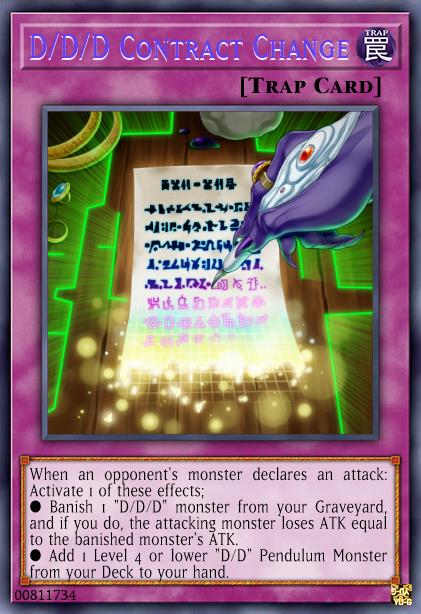 D/D/D Contract Change
TRAP
罠
[Trap Card]
When an opponent's monster declares an attack:
Activate 1 of these effects;
● Banish 1 "D/D/D" monster from your Graveyard,
and if you do, the attacking monster loses ATK equal
to the banished monster's ATK.
● Add 1 Level 4 or lower "D/D" Pendulum Monster
from your Deck to your hand.
00811734